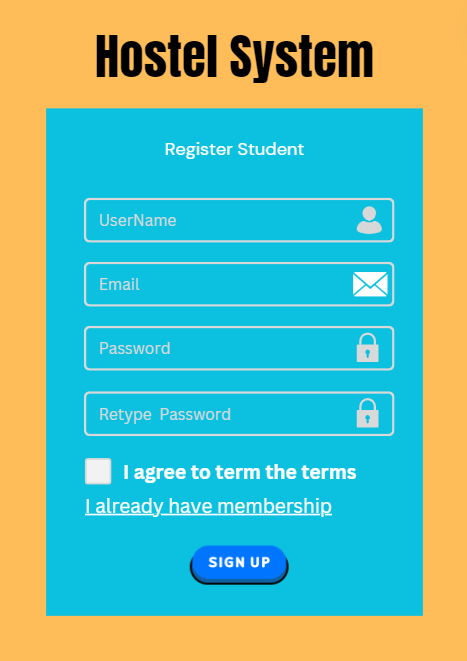 Hostel System
Register Student
UserName
Email
Password
Retype Password
I agree to term the terms
I already have membership
SIGN UP